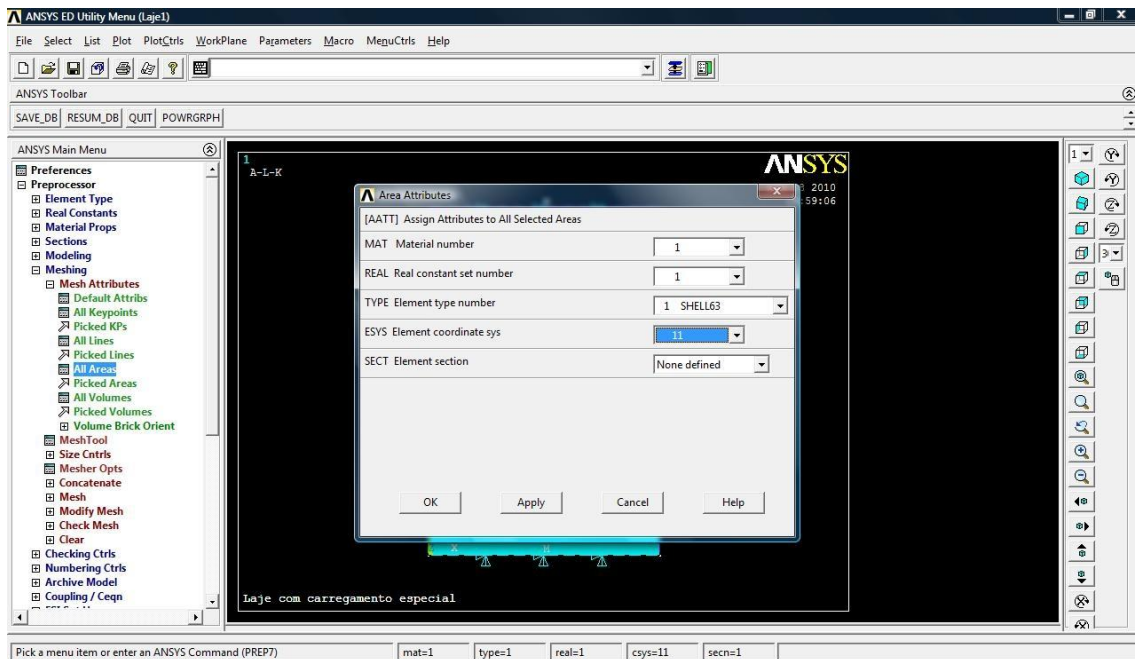 ANSYS ED Utility Menu (Laje1)
File Select List Plot PlotCtrls WorkPlane Parameters Macro MenuCtrls Help
ANSYS Toolbar
SAVE_DB RESUM_DB QUIT POWRGRPH
ANSYS Main Menu
Preferences
Preprocessor
Element Type
Real Constants
Material Props
Sections
Modeling
Meshing
Mesh Attributes
Default Attribs
All Keypoints
Picked KPs
All Lines
Picked Lines
All Areas
Picked Areas
All Volumes
Picked Volumes
Volume Brick Orient
MeshTool
Size Cntrls
Mesher Opts
Concatenate
Mesh
Modify Mesh
Check Mesh
Clear
Checking Ctrls
Numbering Ctrls
Archive Model
Coupling / Ceqn
1
A-L-K
ANSYS
2010
:59:06
Area Attributes
[AATT] Assign Attributes to All Selected Areas
MAT Material number 1
REAL Real constant set number 1
TYPE Element type number 1 SHELL63
ESYS Element coordinate sys 11
SECT Element section None defined
OK Apply Cancel Help
X
Laje com carregamento especial
1
Pick a menu item or enter an ANSYS Command (PREP7) mat=1 type=1 real=1 csys=11 secn=1